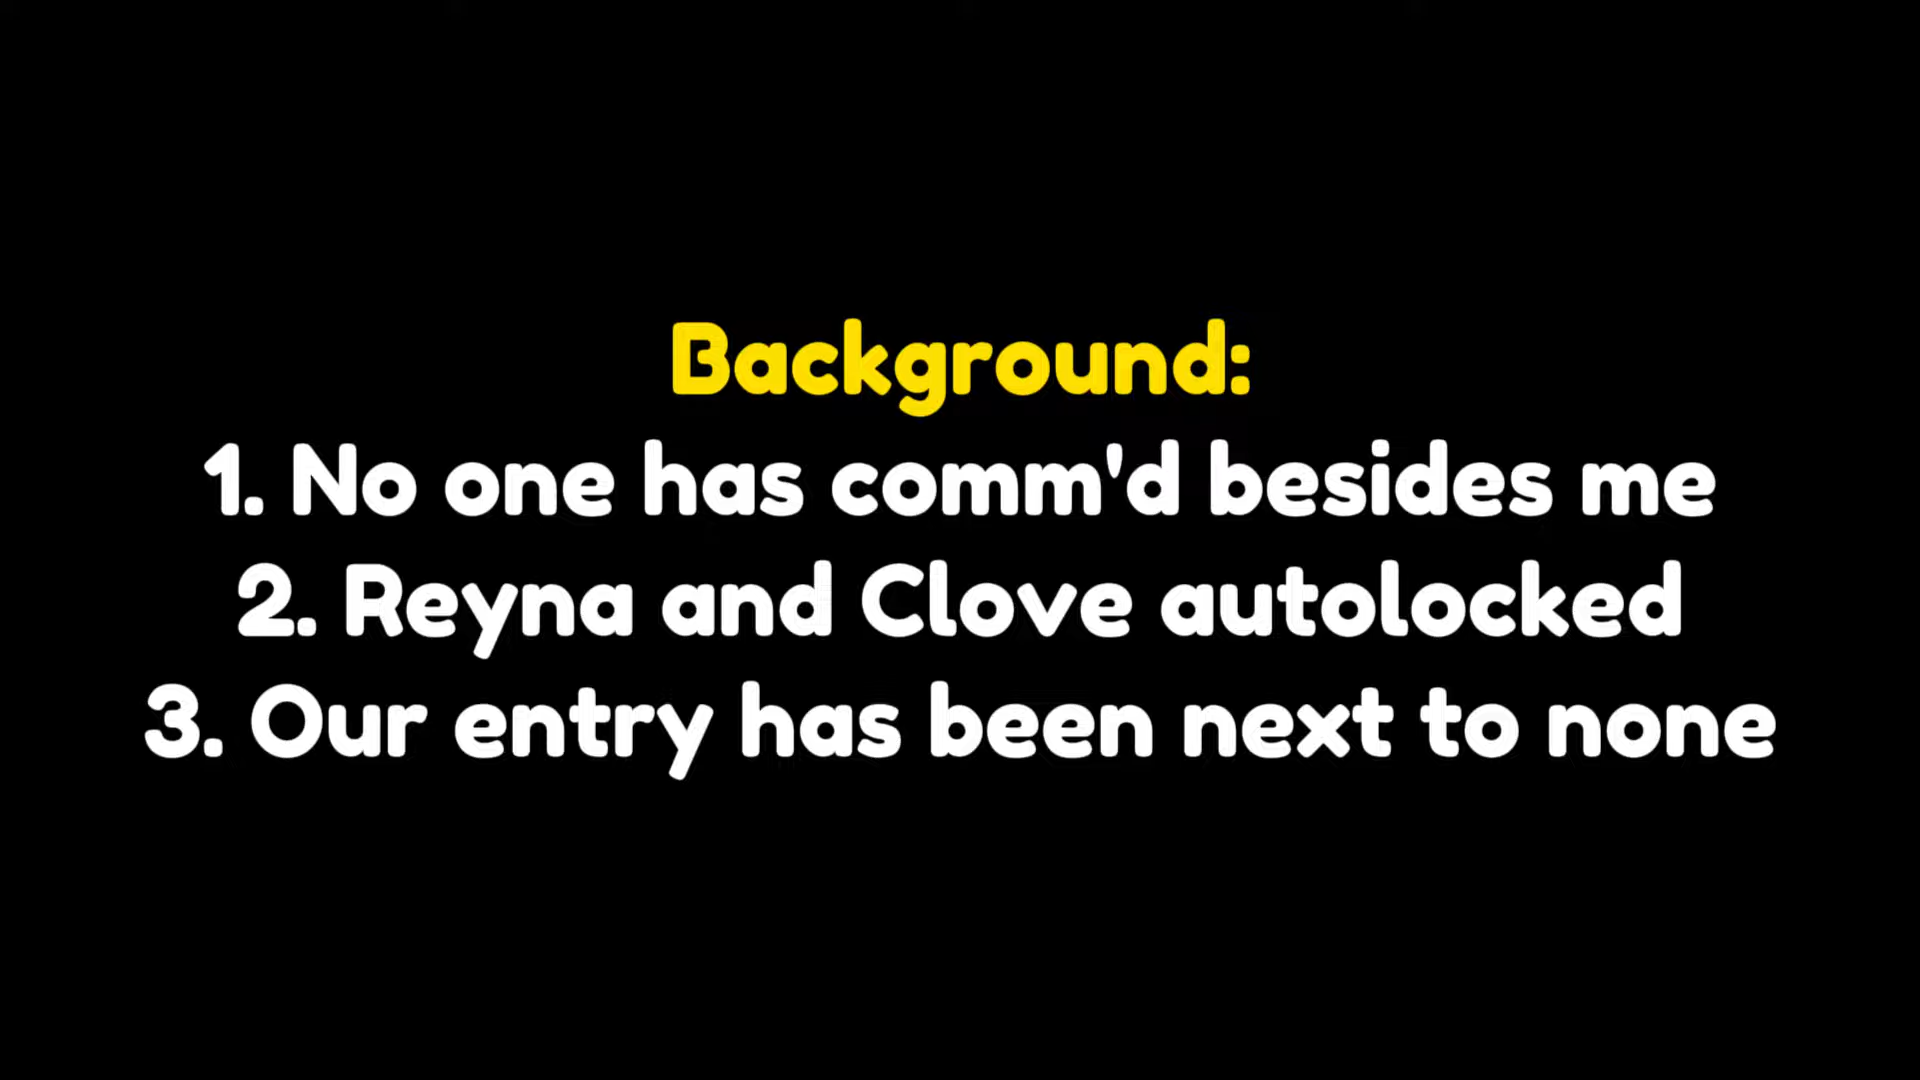 Background:
1. No one has comm'd besides me
2. Reyna and Clove autolocked
3. Our entry has been next to none